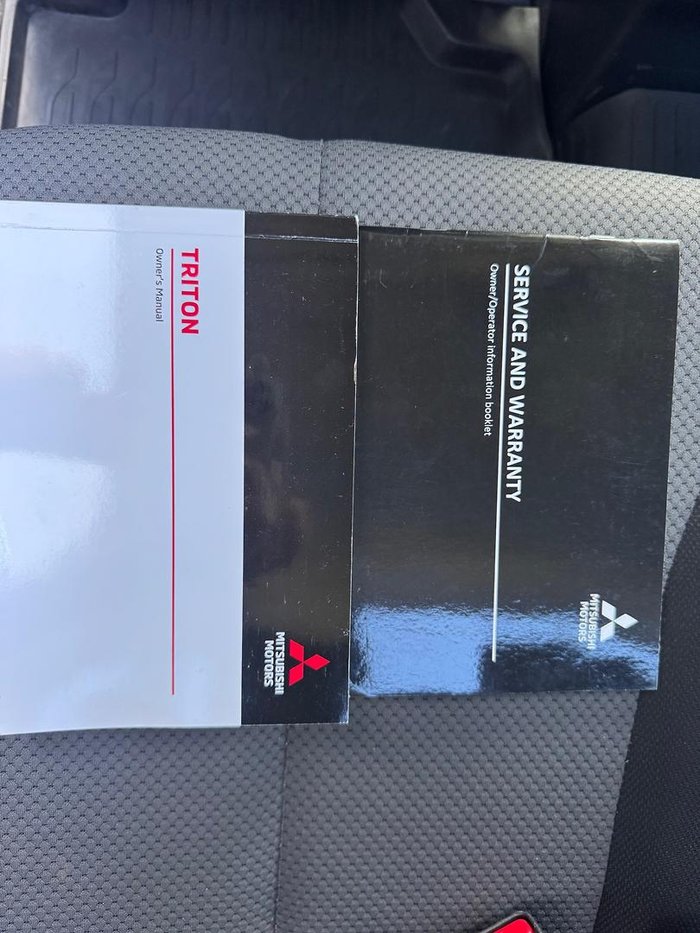 TRITON
Owner's Manual
MITSUBISHI
MOTORS
SERVICE AND WARRANTY
Owner/Operator information booklet
MITSUBISHI
MOTORS